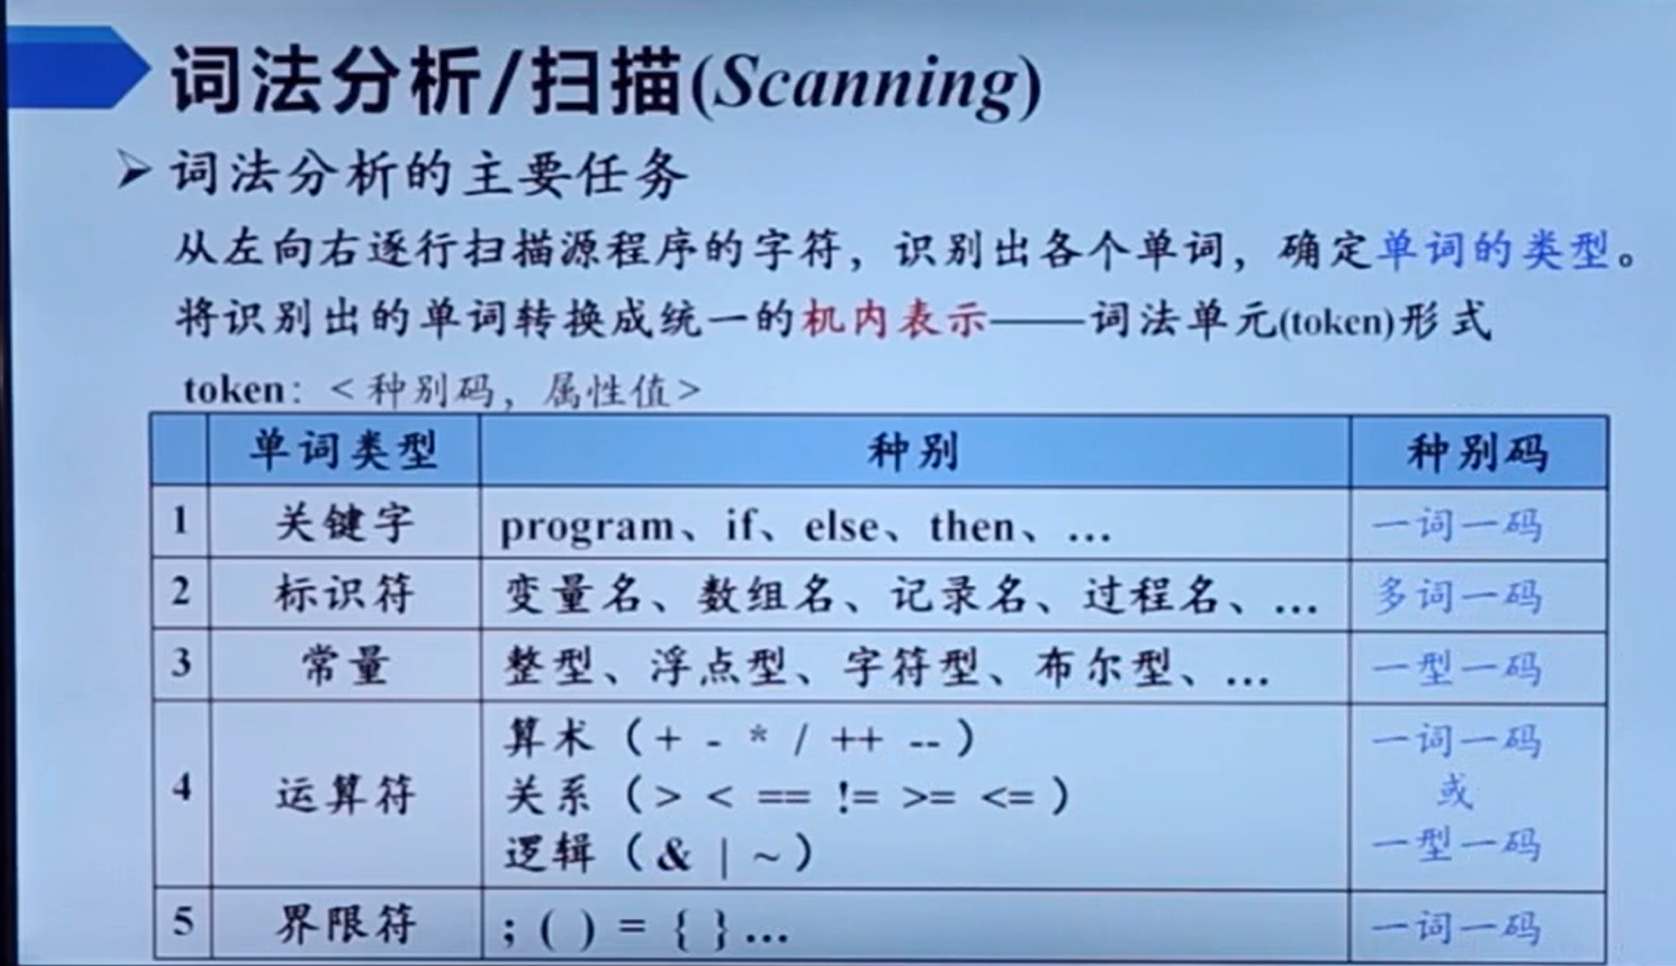 词法分析/扫描(Scanning)
词法分析的主要任务
从左向右逐行扫描源程序的字符，识别出各个单词，确定单词的类型。
将识别出的单词转换成统一的机内表示——词法单元(token)形式
token：<种别码，属性值>
单词类型 种别 种别码
1 关键字 program、if、else、then、… 一词一码
2 标识符 变量名、数组名、记录名、过程名、… 多词一码
3 常量 整型、浮点型、字符型、布尔型、… 一型一码
4 运算符 算术（+ - * / ++ --） 一词一码
关系（> < == != >= <=） 或
逻辑（& | ~） 一型一码
5 界限符 ; ( ) = { } … 一词一码